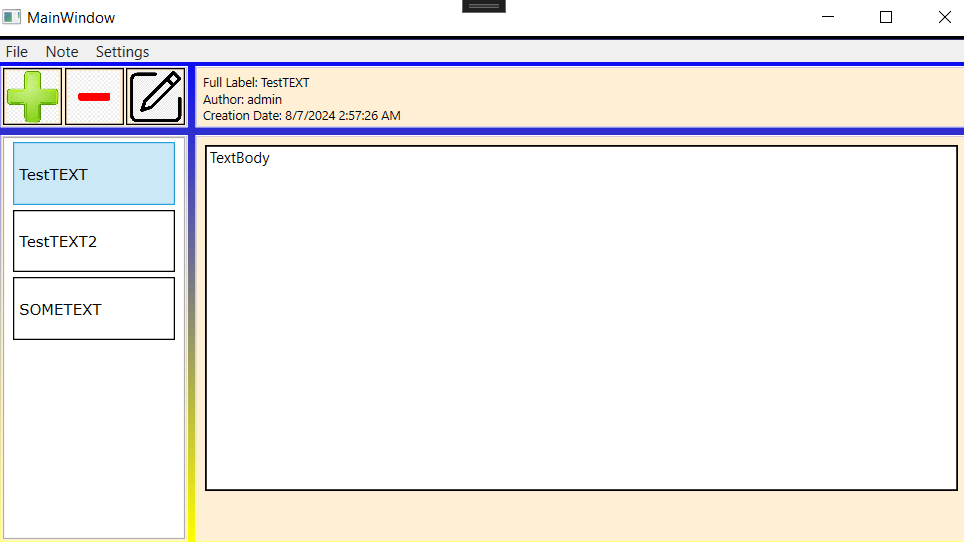 MainWindow
File Note Settings
Full Label: TestTEXT
Author: admin
Creation Date: 8/7/2024 2:57:26 AM
TestTEXT
TestTEXT2
SOMETEXT
TextBody